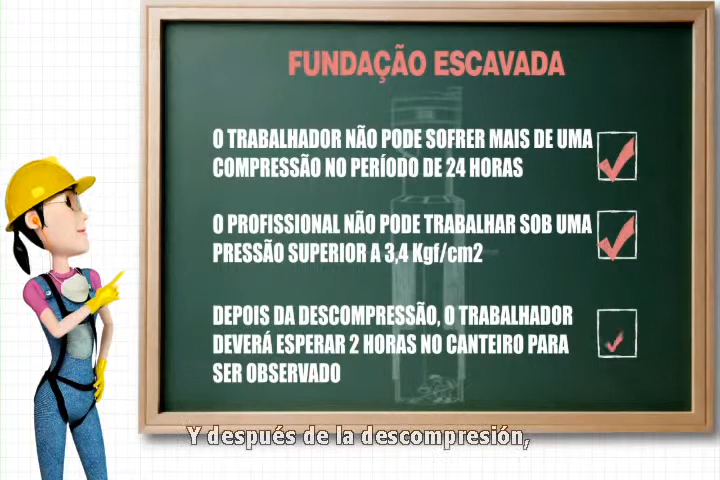 FUNDAÇÃO ESCAVADA
O TRABALHADOR NÃO PODE SOFRER MAIS DE UMA
COMPRESSÃO NO PERÍODO DE 24 HORAS
O PROFISSIONAL NÃO PODE TRABALHAR SOB UMA
PRESSÃO SUPERIOR A 3,4 Kgf/cm2
DEPOIS DA DESCOMPRESSÃO, O TRABALHADOR
DEVERÁ ESPERAR 2 HORAS NO CANTEIRO PARA
SER OBSERVADO
Y después de la descompresión,